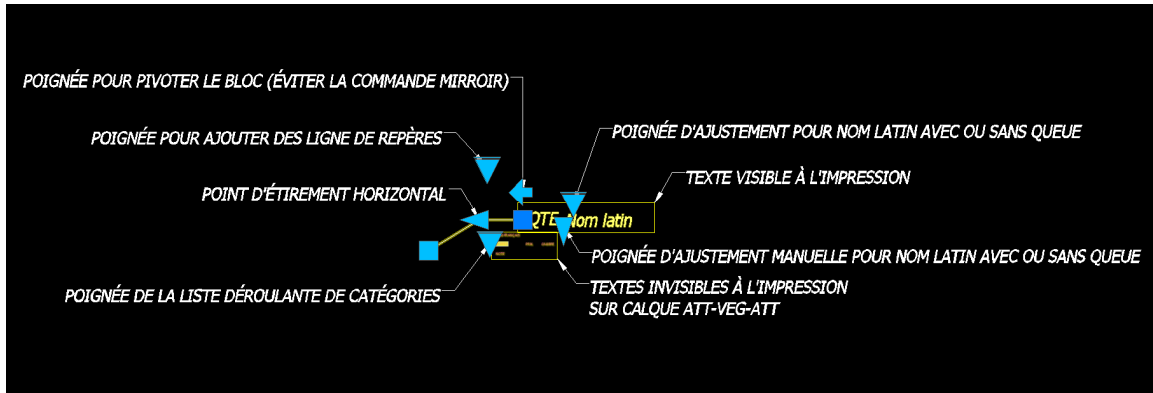 POIGNÉE POUR PIVOTER LE BLOC (ÉVITER LA COMMANDE MIRROIR)
POIGNÉE POUR AJOUTER DES LIGNE DE REPÈRES
POIGNÉE D'AJUSTEMENT POUR NOM LATIN AVEC OU SANS QUEUE
TEXTE VISIBLE À L'IMPRESSION
POINT D'ÉTIREMENT HORIZONTAL
QTE Nom latin
POIGNÉE D'AJUSTEMENT MANUELLE POUR NOM LATIN AVEC OU SANS QUEUE
POIGNÉE DE LA LISTE DÉROULANTE DE CATÉGORIES
TEXTES INVISIBLES À L'IMPRESSION
SUR CALQUE ATT-VEG-ATT